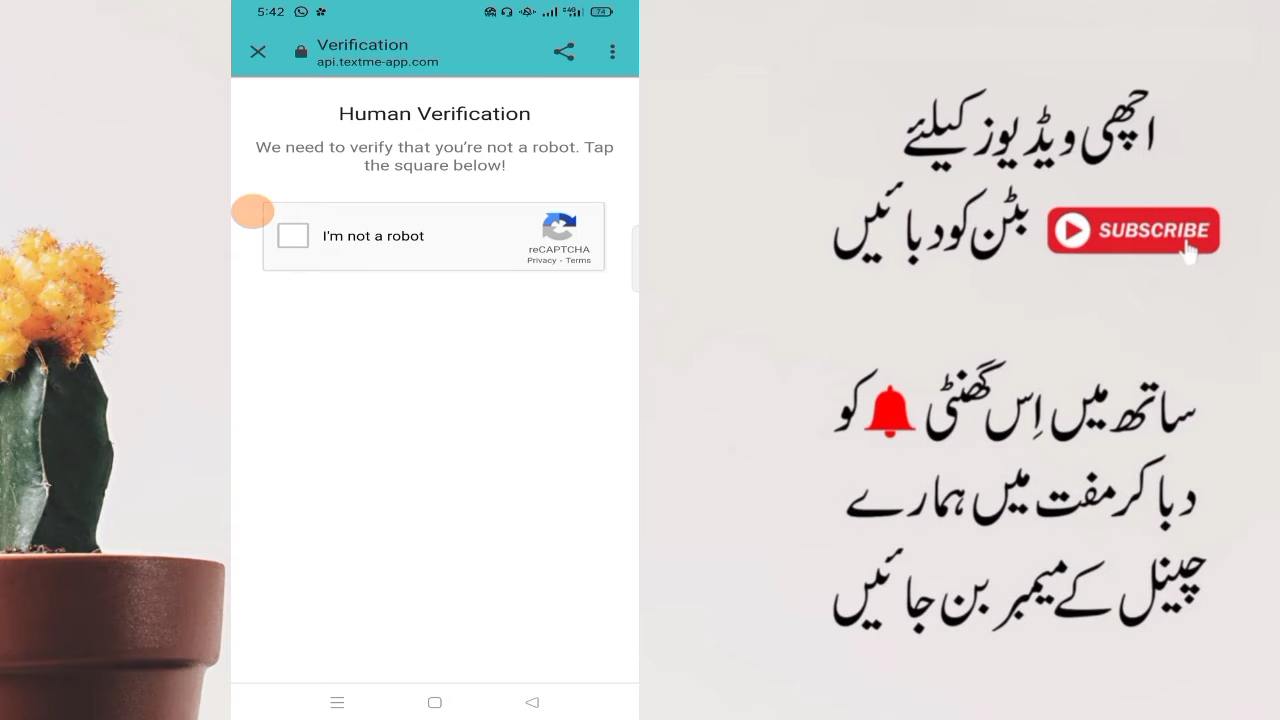 5:42
74
Verification
api.textme-app.com
Human Verification
We need to verify that you’re not a robot. Tap
the square below!
I'm not a robot
reCAPTCHA
Privacy - Terms
اچھی ویڈیوز کیلئے
SUBSCRIBE بٹن کو دبائیں
ساتھ میں اِس گھنٹی کو
دبا کر مفت میں ہمارے
چینل کے میمبر بن جائیں